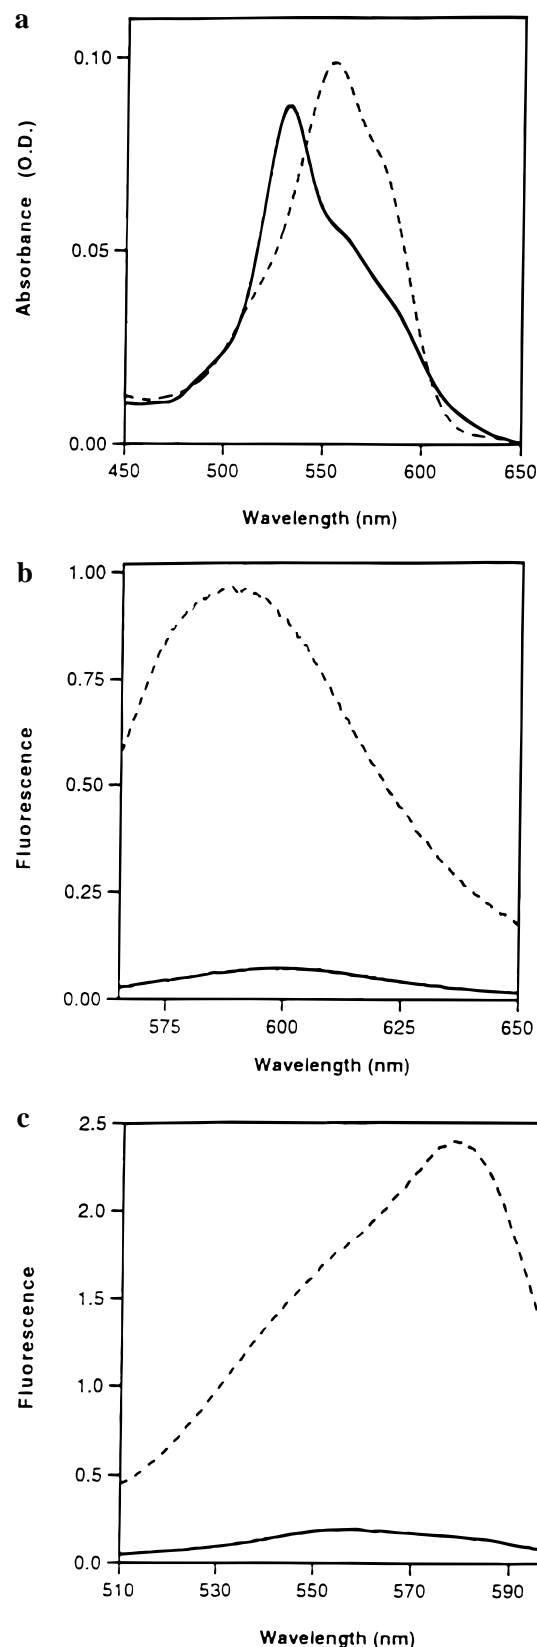 a
0.10
0.05
0.00
Absorbance (O.D.)
450 500 550 600 650
Wavelength (nm)
b
1.00
0.75
0.50
0.25
0.00
Fluorescence
575 600 625 650
Wavelength (nm)
c
2.5
2.0
1.5
1.0
0.5
0.0
Fluorescence
510 530 550 570 590
Wavelength (nm)